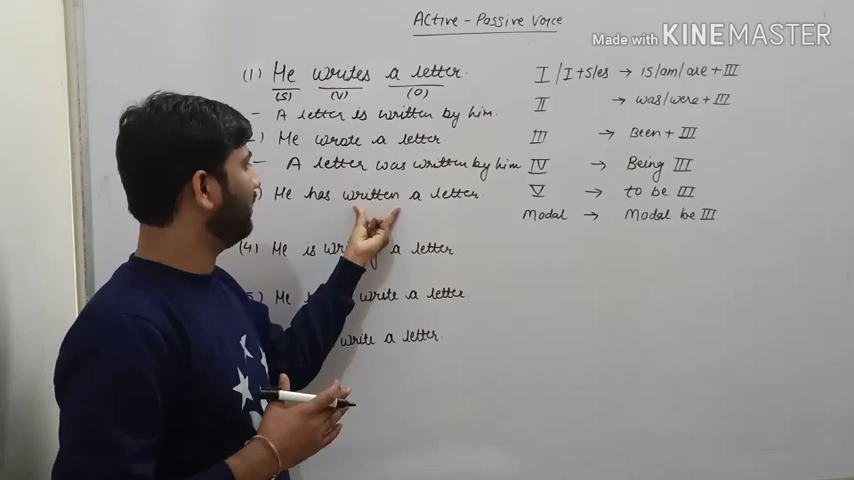 Active - Passive Voice
Made with KINEMASTER
(1) He writes a letter.
(S) (V) (O)
- A letter is written by him.
He wrote a letter.
- A letter was written by him
He has written a letter.
(4) He is a letter
He write a letter
write a letter
I / I+s/es → is/am/are + III
II → was/were + III
III → Been + III
IV → Being III
V → to be III
Modal → Modal be III